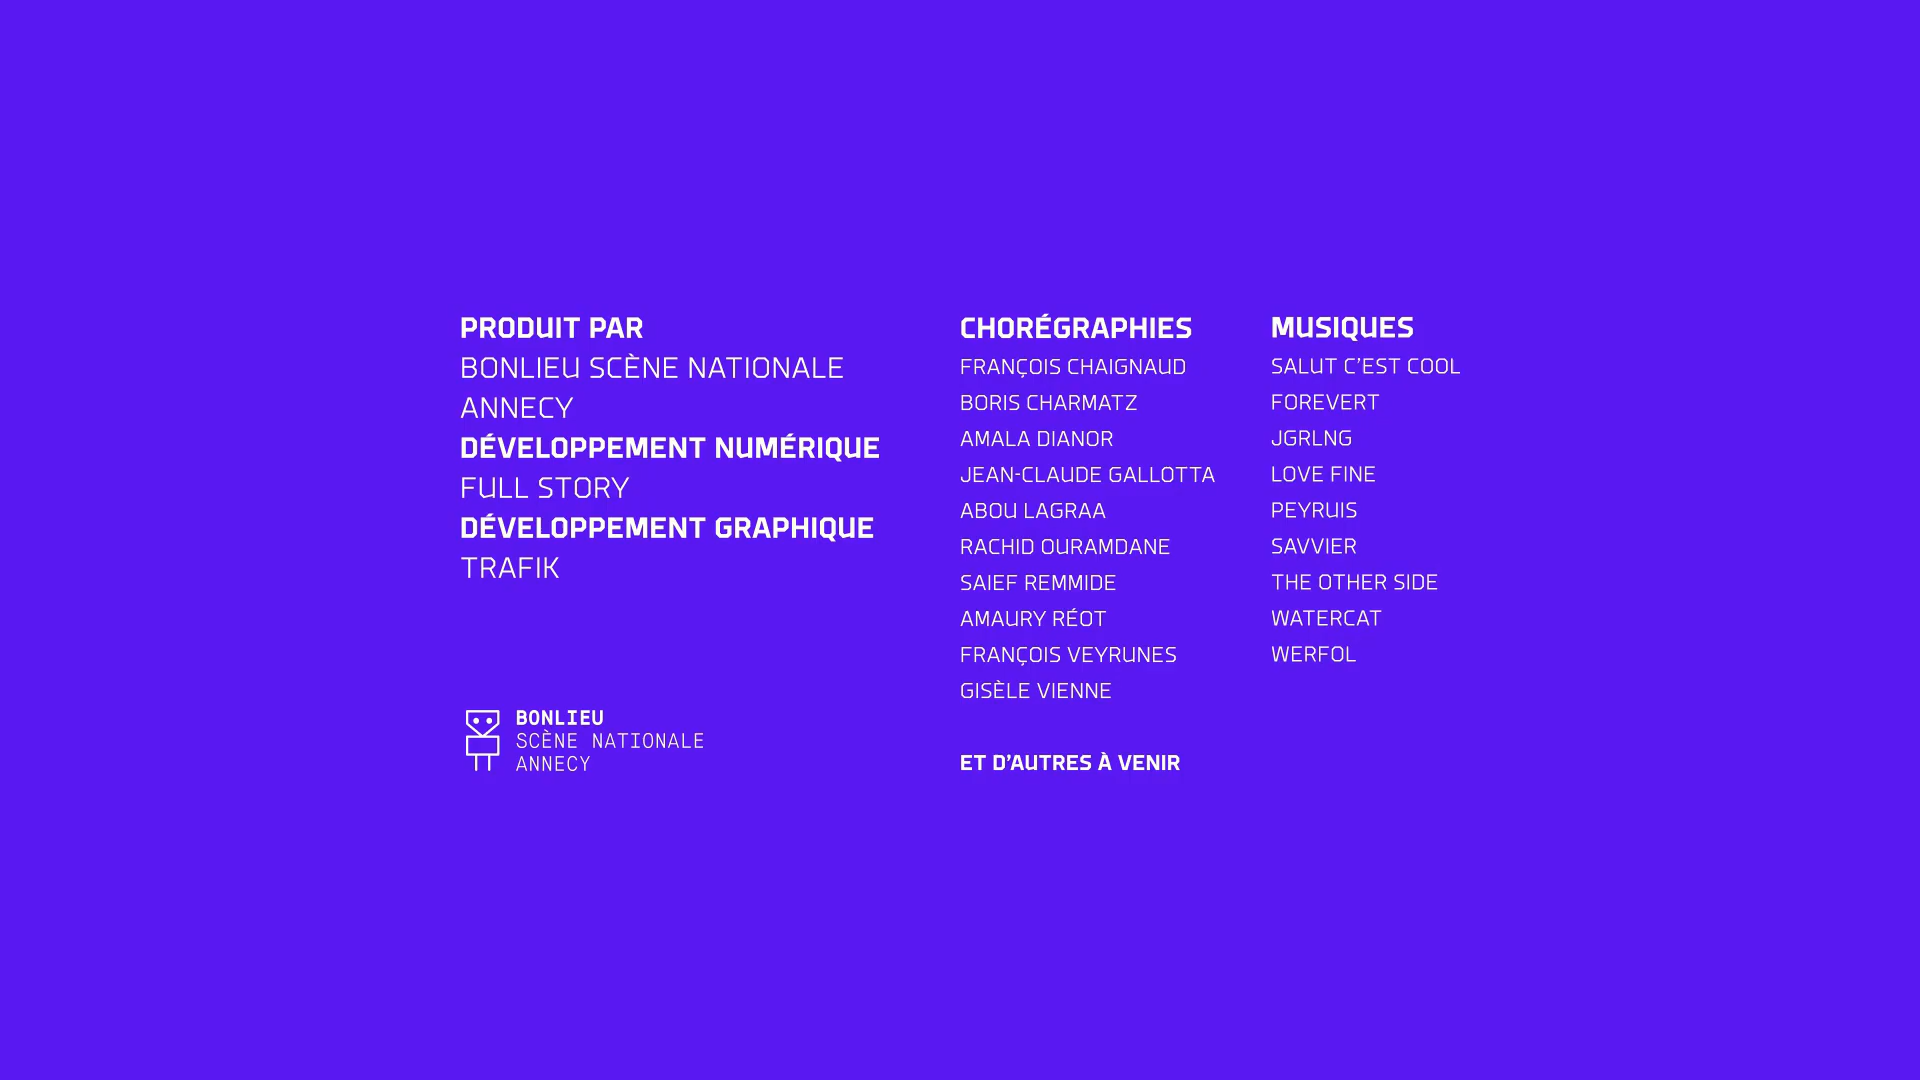 PRODUIT PAR
BONLIEU SCÈNE NATIONALE
ANNECY
DÉVELOPPEMENT NUMÉRIQUE
FULL STORY
DÉVELOPPEMENT GRAPHIQUE
TRAFIK
BONLIEU
SCÈNE NATIONALE
ANNECY
CHORÉGRAPHIES
FRANÇOIS CHAIGNAUD
BORIS CHARMATZ
AMALA DIANOR
JEAN-CLAUDE GALLOTTA
ABOU LAGRAA
RACHID OURAMDANE
SAIEF REMMIDE
AMAURY RÉOT
FRANÇOIS VEYRUNES
GISÈLE VIENNE
ET D’AUTRES À VENIR
MUSIQUES
SALUT C’EST COOL
FOREVERT
JGRLNG
LOVE FINE
PEYRUIS
SAVVIER
THE OTHER SIDE
WATERCAT
WERFOL